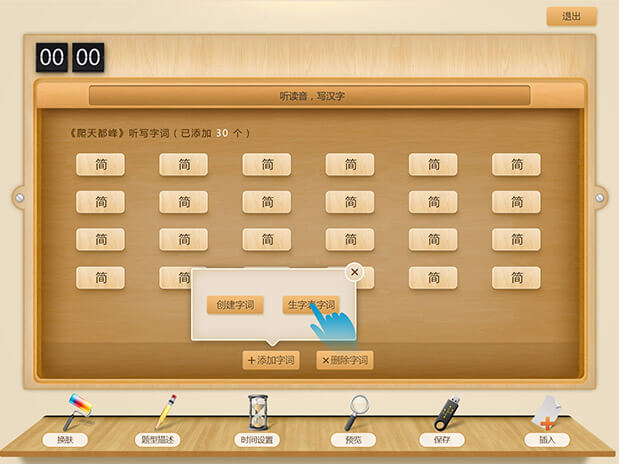 退出
00 00
听读音，写汉字
《爬天都峰》听写字词（已添加 30 个）
简 简 简 简 简 简
简 简 简 简 简 简
简 简 简 简 简 简
简 简 简 简
创建字词 生字表字词
+添加字词 ×删除字词
换肤 题型描述 时间设置 预览 保存 插入